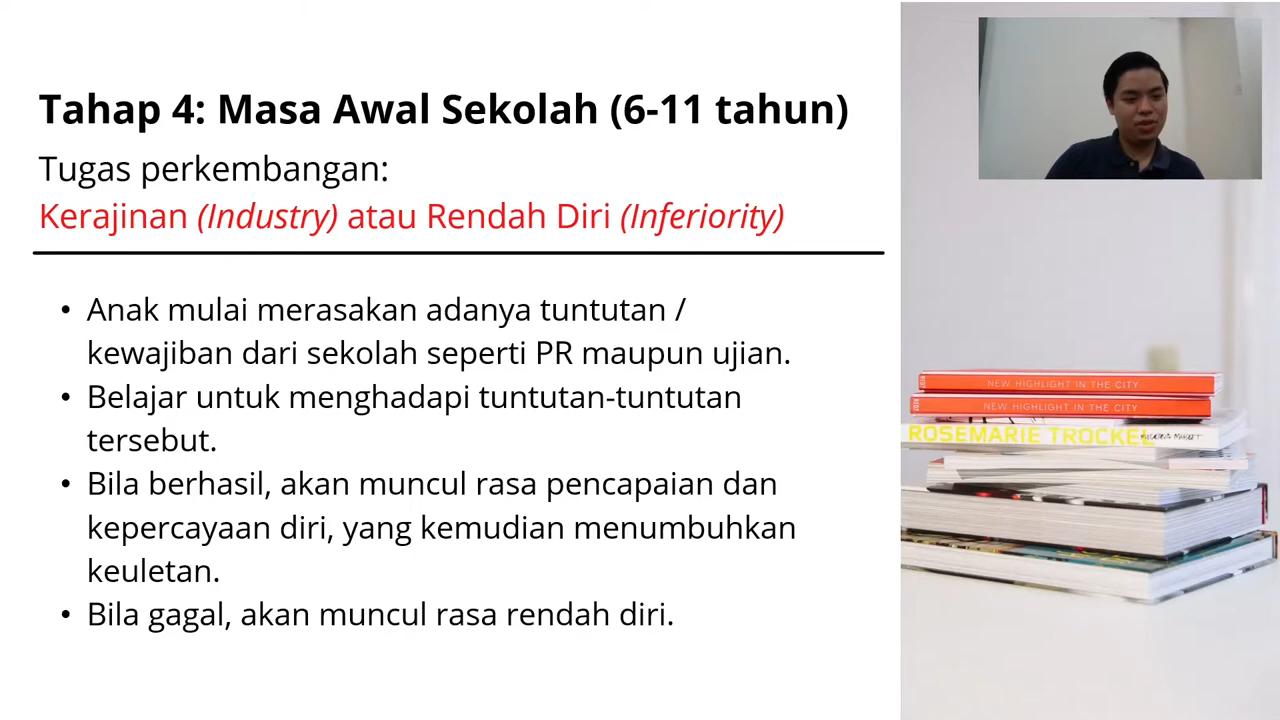 Tahap 4: Masa Awal Sekolah (6-11 tahun)
Tugas perkembangan:
Kerajinan (Industry) atau Rendah Diri (Inferiority)
• Anak mulai merasakan adanya tuntutan /
kewajiban dari sekolah seperti PR maupun ujian.
• Belajar untuk menghadapi tuntutan-tuntutan
tersebut.
• Bila berhasil, akan muncul rasa pencapaian dan
kepercayaan diri, yang kemudian menumbuhkan
keuletan.
• Bila gagal, akan muncul rasa rendah diri.
NEW HIGHLIGHT IN THE CITY
NEW HIGHLIGHT IN THE CITY
ROSEMARIE TROCKEL